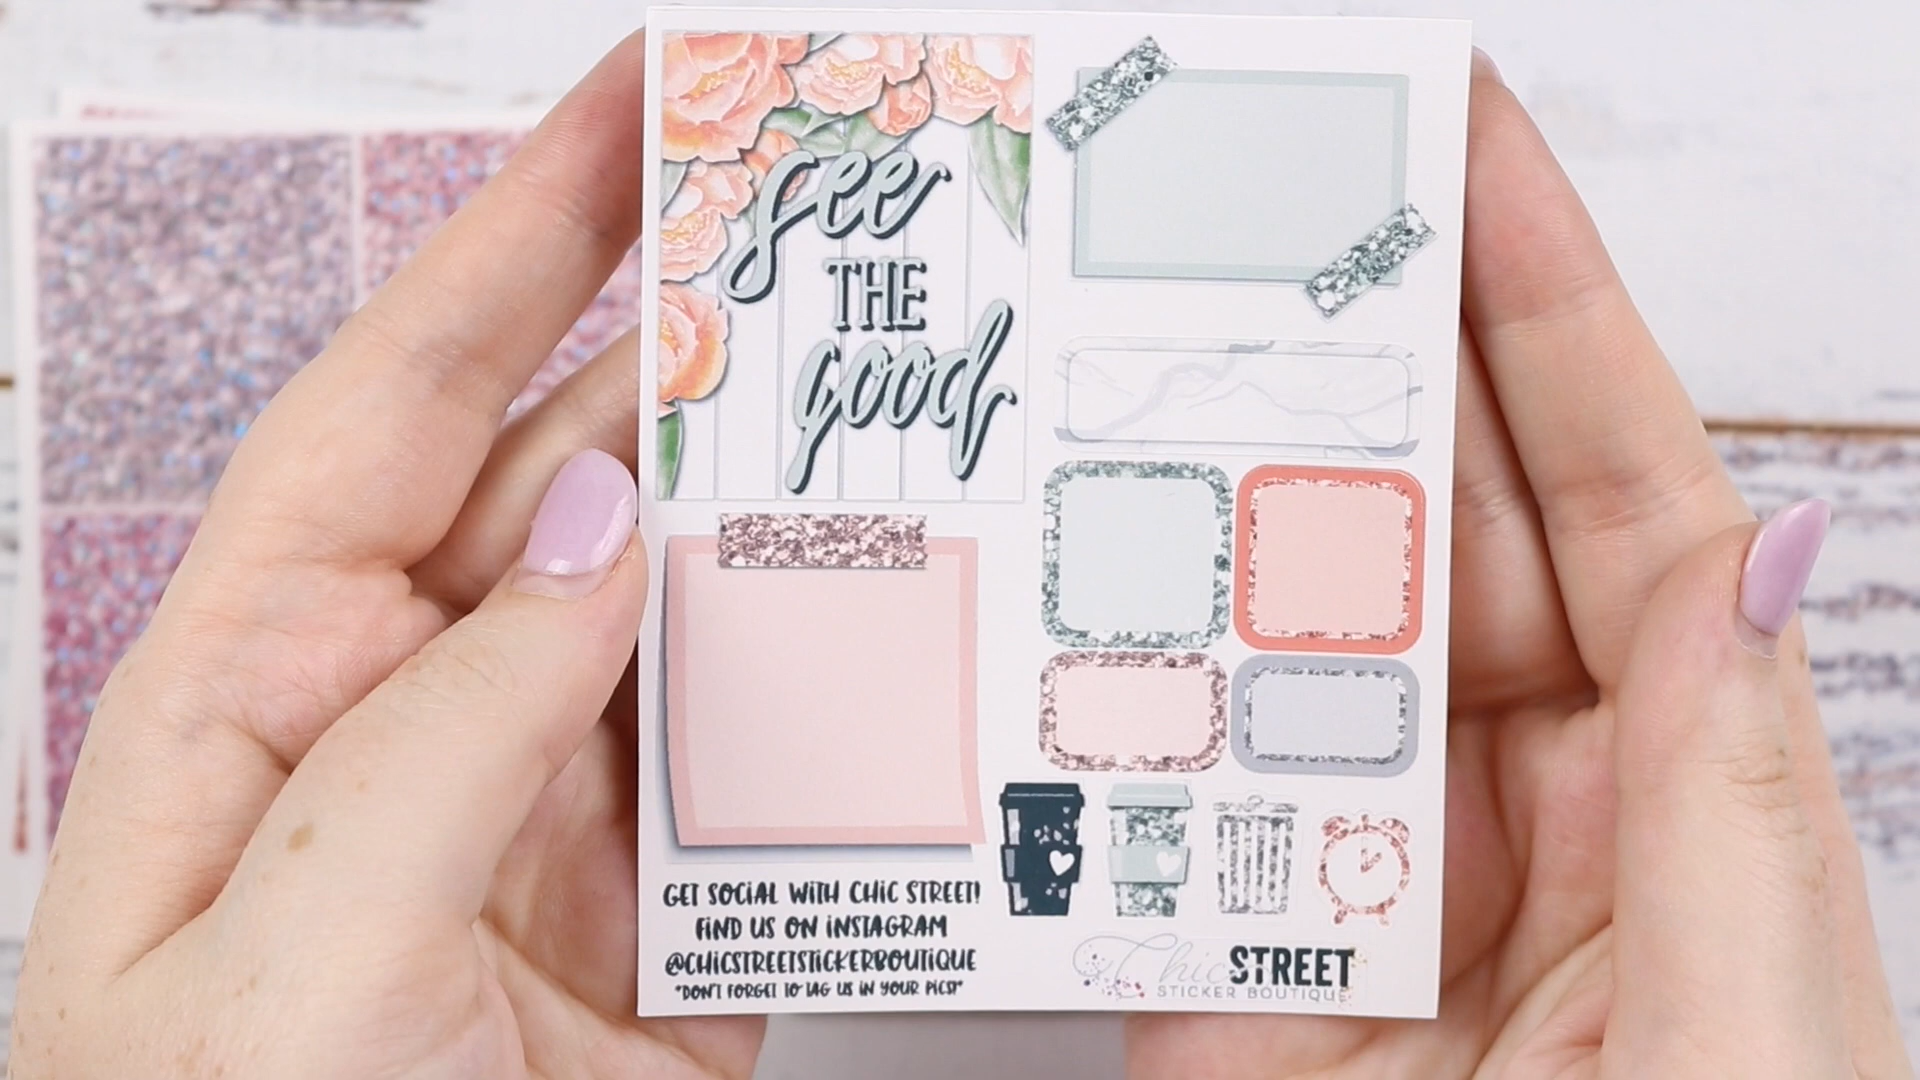 see
THE
good
GET SOCIAL WITH CHIC STREET!
FIND US ON INSTAGRAM
@CHICSTREETSTICKERBOUTIQUE
*DON'T FORGET TO TAG US IN YOUR PICS!*
Chic STREET
STICKER BOUTIQUE